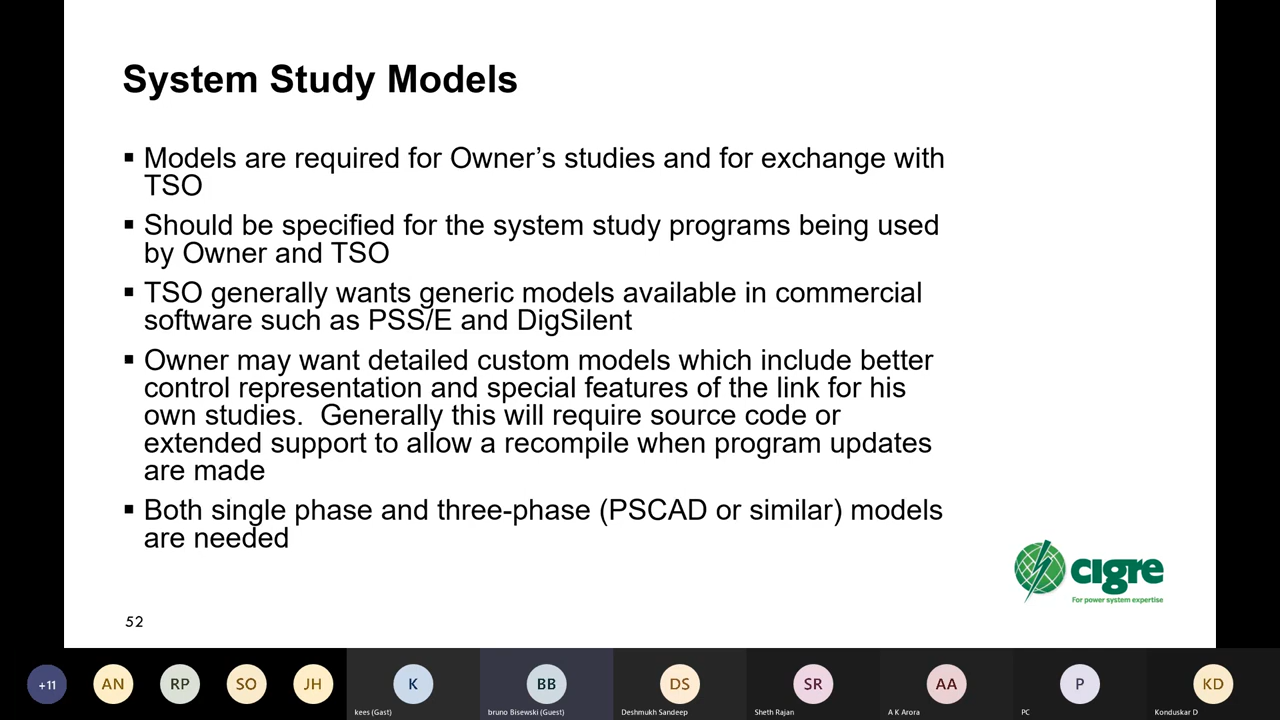 System Study Models
▪ Models are required for Owner’s studies and for exchange with
TSO
▪ Should be specified for the system study programs being used
by Owner and TSO
▪ TSO generally wants generic models available in commercial
software such as PSS/E and DigSilent
▪ Owner may want detailed custom models which include better
control representation and special features of the link for his
own studies.  Generally this will require source code or
extended support to allow a recompile when program updates
are made
▪ Both single phase and three-phase (PSCAD or similar) models
are needed
cigre
For power system expertise
52
+11 AN RP SO JH K BB DS SR AA P KD
kees (Gast) bruno Bisewski (Guest) Deshmukh Sandeep Sheth Rajan A K Arora PC Konduskar D